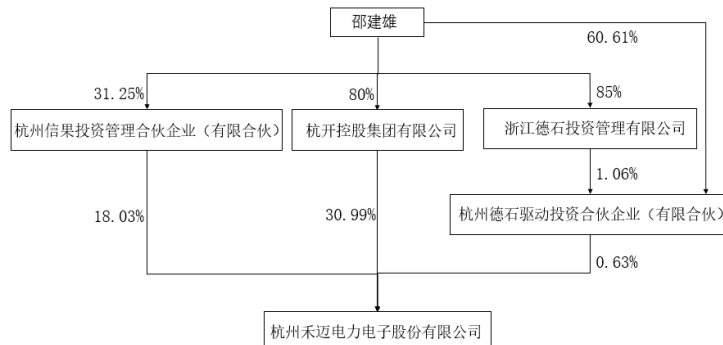 邵建雄
60.61%
31.25%
80%
85%
杭州信果投资管理合伙企业（有限合伙）
杭开控股集团有限公司
浙江德石投资管理有限公司
1.06%
18.03%
30.99%
杭州德石驱动投资合伙企业（有限合伙）
0.63%
杭州禾迈电力电子股份有限公司